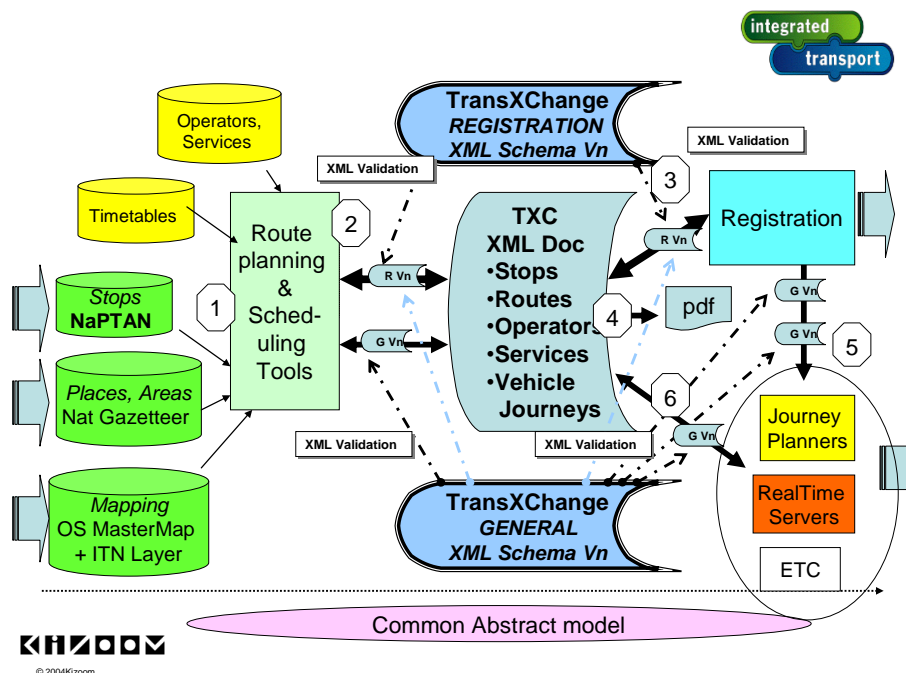 integrated
transport
TransXChange
REGISTRATION
XML Schema Vn
Operators,
Services
XML Validation
XML Validation
Timetables
2
3
Route
planning
&
Sched-
uling
Tools
TXC
XML Doc
•Stops
•Routes
•Operators
•Services
•Vehicle
Journeys
Registration
R Vn
R Vn
Stops
NaPTAN
1
4
pdf
G Vn
G Vn
G Vn
5
Places, Areas
Nat Gazetteer
6
Journey
Planners
XML Validation
XML Validation
G Vn
Mapping
OS MasterMap
+ ITN Layer
TransXChange
GENERAL
XML Schema Vn
RealTime
Servers
ETC
Common Abstract model
KIZOOM
© 2004Kizoom